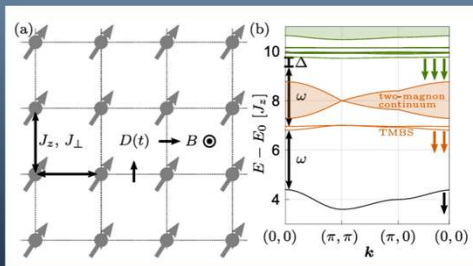 (a)
J_z, J_⊥
D(t)
B
(b)
E − E_0 [J_z]
10
8
6
4
Δ
ω
ω
two-magnon
continuum
TMBS
(0, 0)
(π, π)
(π, 0)
(0, 0)
k